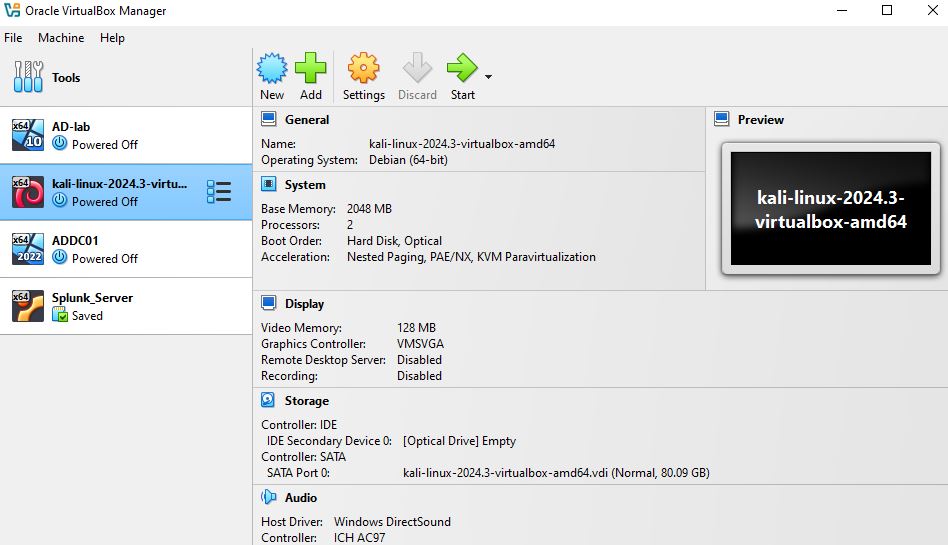 Oracle VirtualBox Manager
File Machine Help
Tools
New Add Settings Discard Start
x64 10 AD-lab
Powered Off
x64 kali-linux-2024.3-virtu...
Powered Off
x64 2022 ADDC01
Powered Off
x64 Splunk_Server
Saved
General
Name: kali-linux-2024.3-virtualbox-amd64
Operating System: Debian (64-bit)
System
Base Memory: 2048 MB
Processors: 2
Boot Order: Hard Disk, Optical
Acceleration: Nested Paging, PAE/NX, KVM Paravirtualization
Preview
kali-linux-2024.3-
virtualbox-amd64
Display
Video Memory: 128 MB
Graphics Controller: VMSVGA
Remote Desktop Server: Disabled
Recording: Disabled
Storage
Controller: IDE
IDE Secondary Device 0: [Optical Drive] Empty
Controller: SATA
SATA Port 0: kali-linux-2024.3-virtualbox-amd64.vdi (Normal, 80.09 GB)
Audio
Host Driver: Windows DirectSound
Controller: ICH AC97